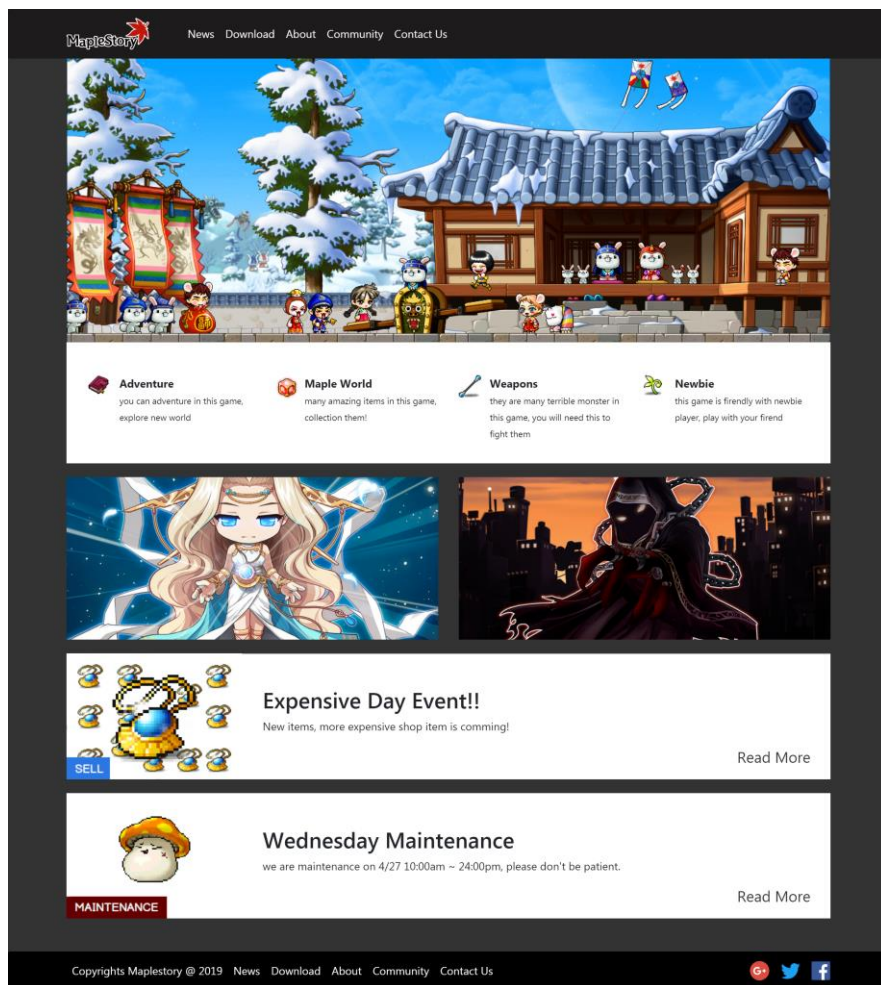 MapleStory
News Download About Community Contact Us
Adventure
you can adventure in this game,
explore new world
Maple World
many amazing items in this game,
collection them!
Weapons
they are many terrible monster in
this game, you will need this to
fight them
Newbie
this game is firendly with newbie
player, play with your firend
Expensive Day Event!!
New items, more expensive shop item is comming!
SELL
Read More
Wednesday Maintenance
we are maintenance on 4/27 10:00am ~ 24:00pm, please don't be patient.
Read More
MAINTENANCE
Copyrights Maplestory @ 2019 News Download About Community Contact Us
G+
f